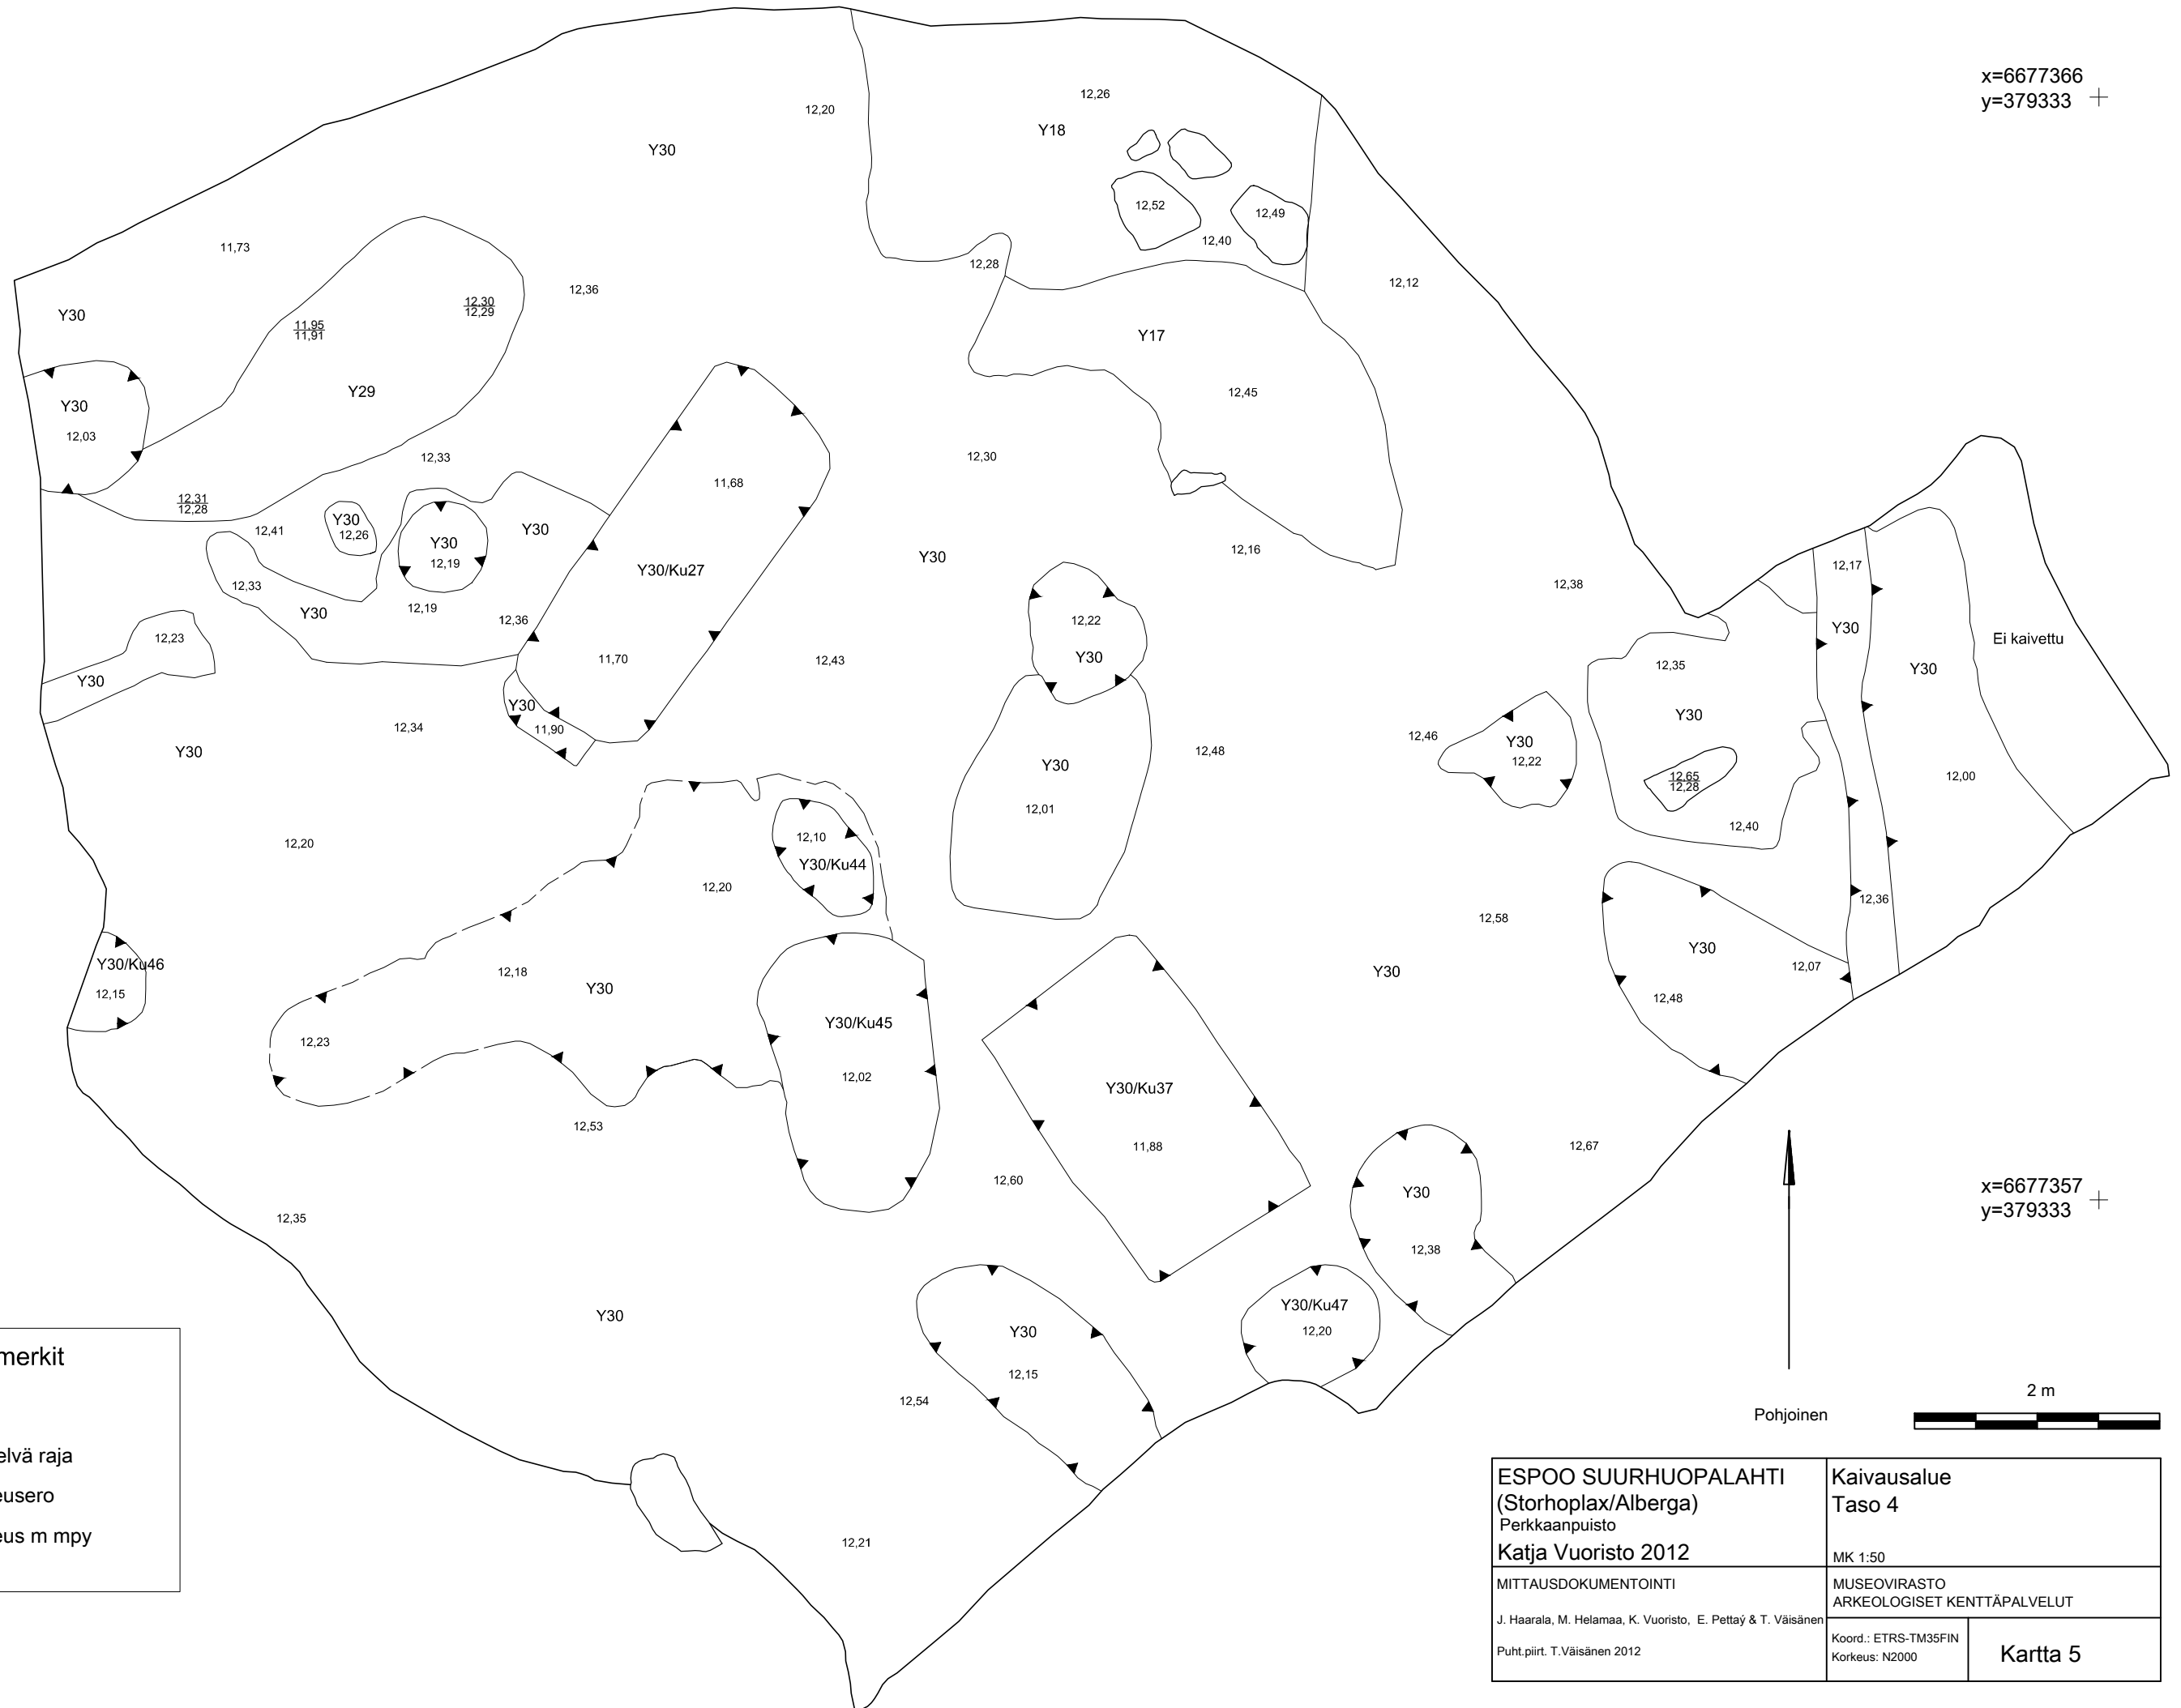 x=6677366
y=379333
12,26
12,20
Y18
Y30
12,52
12,49
12,40
11,73
12,28
12,12
12,36
12,30
12,29
Y30
11,95
11,91
Y17
Y29
12,45
Y30
12,03
12,33
12,30
11,68
12,31
12,28
12,41
Y30
12,26
Y30
12,19
Y30
12,16
Y30
Y30/Ku27
12,17
12,38
12,33
Y30
12,19
12,36
12,22
Y30
Y30
12,23
Ei kaivettu
11,70
12,43
12,35
Y30
Y30
Y30
12,34
11,90
Y30
Y30
12,46
Y30
12,22
12,48
Y30
12,65
12,28
12,00
12,01
12,40
12,20
12,10
Y30/Ku44
12,20
12,36
12,58
Y30
Y30/Ku46
12,15
12,18
Y30
Y30
12,07
12,48
Y30/Ku45
12,23
12,02
Y30/Ku37
12,53
11,88
12,67
12,60
Y30
12,38
x=6677357
y=379333
12,35
Y30
Y30/Ku47
12,20
Y30
12,15
12,54
12,21
merkit
elvä raja
eusero
eus m mpy
2 m
Pohjoinen
ESPOO SUURHUOPALAHTI
(Storhoplax/Alberga)
Perkkaanpuisto
Katja Vuoristo 2012
Kaivausalue
Taso 4
MK 1:50
MITTAUSDOKUMENTOINTI
J. Haarala, M. Helamaa, K. Vuoristo, E. Pettaý & T. Väisänen
Puht.piirt. T.Väisänen 2012
MUSEOVIRASTO
ARKEOLOGISET KENTTÄPALVELUT
Koord.: ETRS-TM35FIN
Korkeus: N2000
Kartta 5